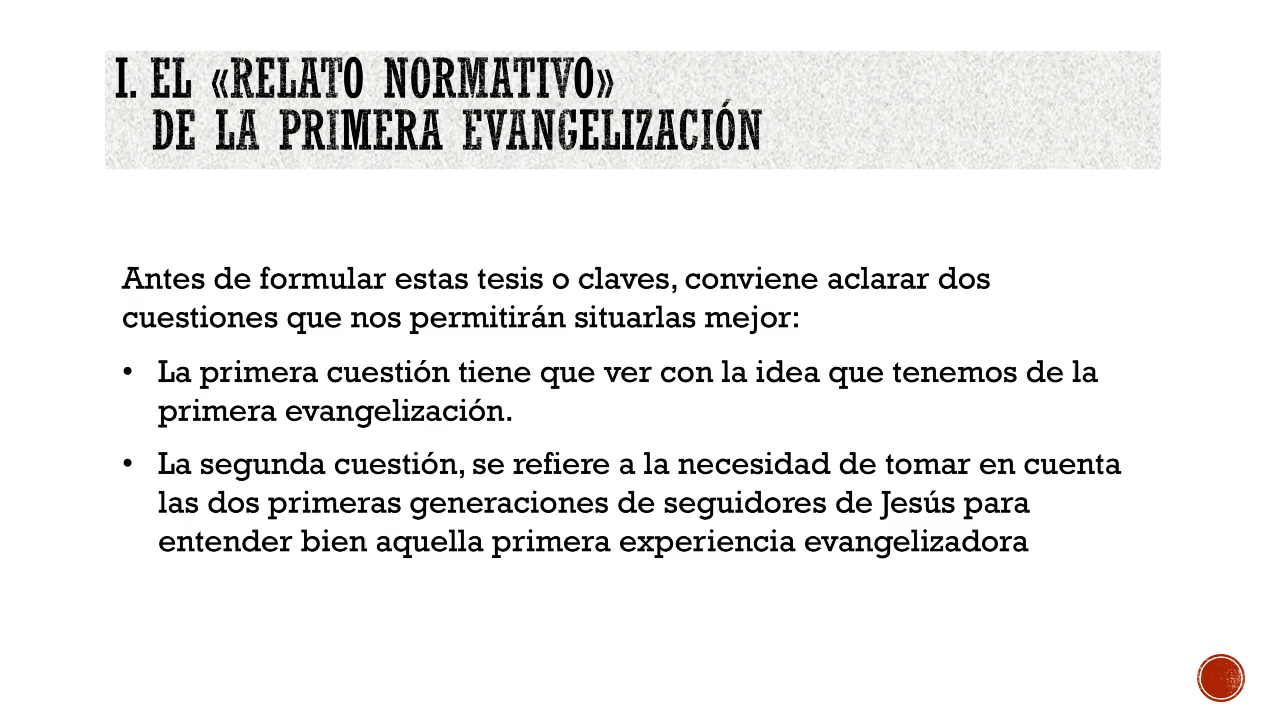 I. EL «RELATO NORMATIVO»
DE LA PRIMERA EVANGELIZACIÓN
Antes de formular estas tesis o claves, conviene aclarar dos
cuestiones que nos permitirán situarlas mejor:
• La primera cuestión tiene que ver con la idea que tenemos de la
primera evangelización.
• La segunda cuestión, se refiere a la necesidad de tomar en cuenta
las dos primeras generaciones de seguidores de Jesús para
entender bien aquella primera experiencia evangelizadora